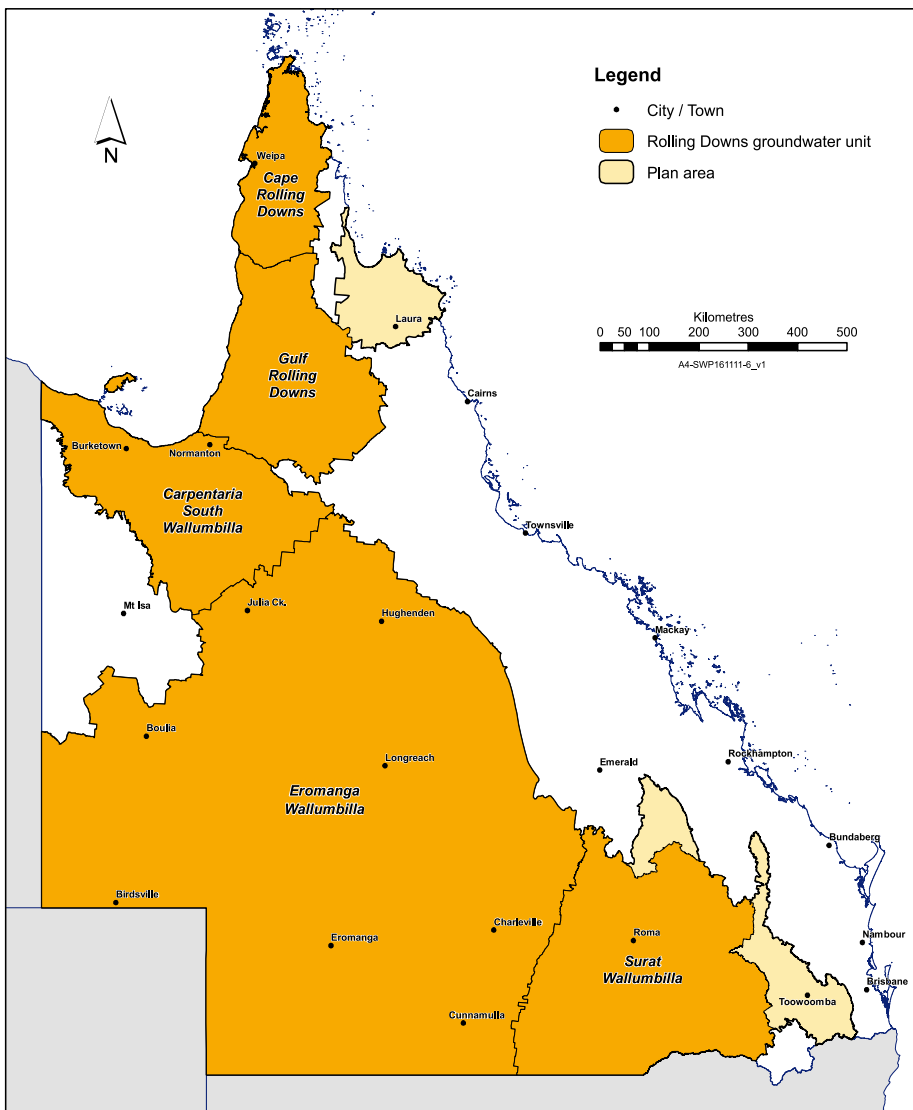 Legend
City / Town
Rolling Downs groundwater unit
Plan area
N
Weipa
Cape
Rolling
Downs
Laura
Kilometres
0 50 100 200 300 400 500
A4-SWP161111-6_v1
Gulf
Rolling
Downs
Cairns
Burketown
Normanton
Carpentaria
South
Wallumbilla
Townsville
Mt Isa
Julia Ck.
Hughenden
Mackay
Boulia
Longreach
Emerald
Rockhampton
Eromanga
Wallumbilla
Bundaberg
Birdsville
Charleville
Eromanga
Roma
Nambour
Surat
Wallumbilla
Toowoomba
Brisbane
Cunnamulla